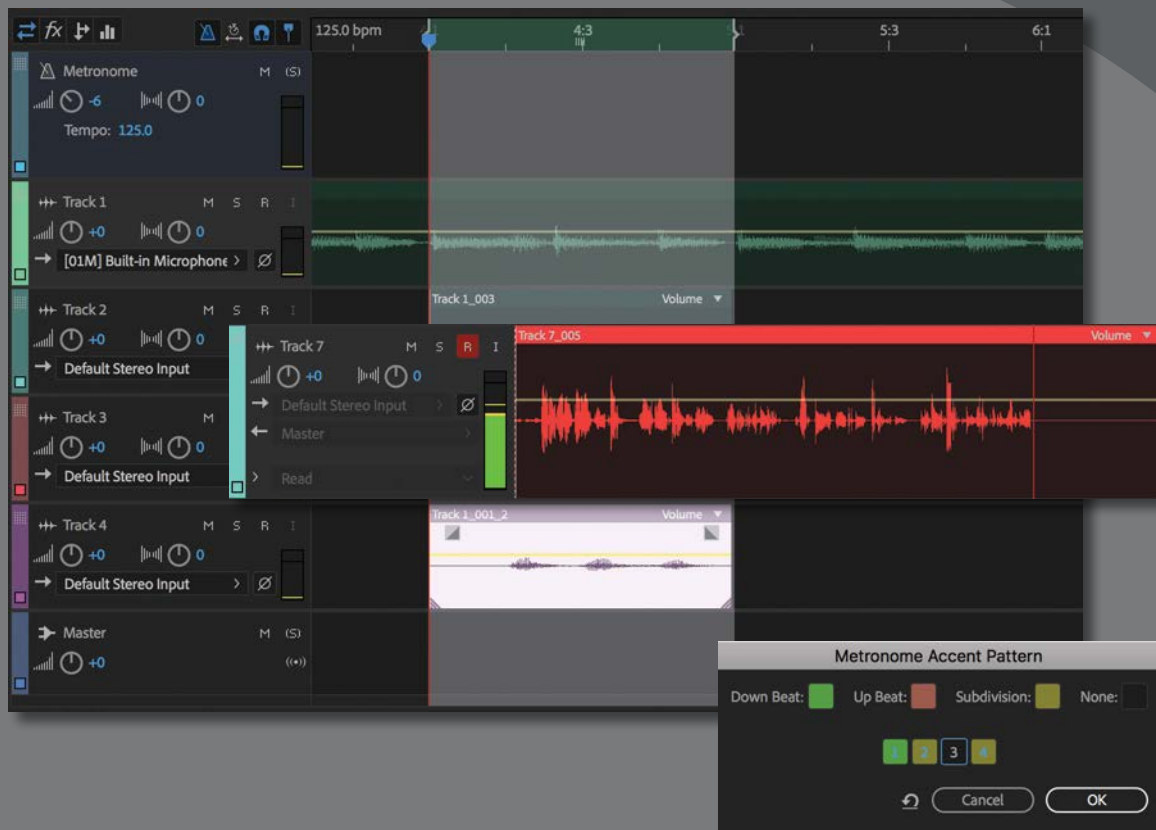 fx 125.0 bpm 4:3 5:3 6:1
Metronome M (S)
-6 0
Tempo: 125.0
Track 1 M S R I
+0 0
[01M] Built-in Microphone >
Track 1_003 Volume
Track 2 M S R I
+0 0
Default Stereo Input
Track 3 M
+0 0
Default Stereo Input
Track 7 M S R I
+0 0
Default Stereo Input >
Master >
Read
Track 7_005 Volume
Track 4 M S R I
+0 0
Default Stereo Input >
Track 1_001_2 Volume
Master M (S)
+0
Metronome Accent Pattern
Down Beat: Up Beat: Subdivision: None:
1 2 3 4
Cancel OK